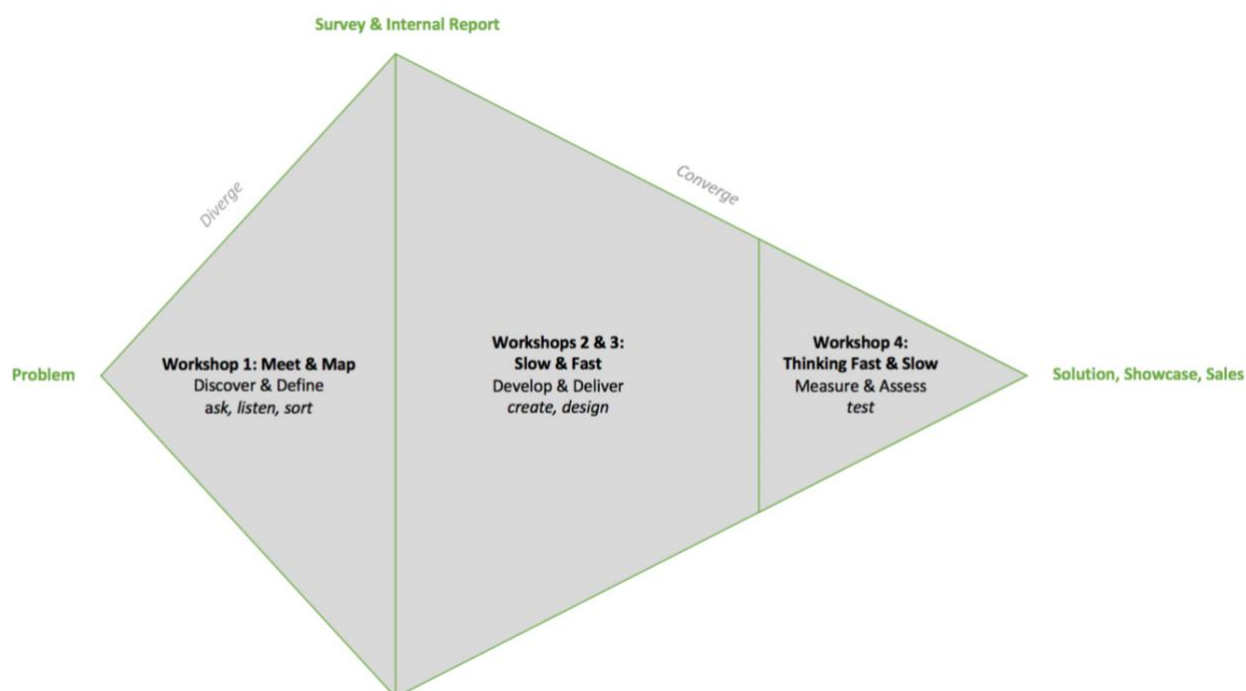 Survey & Internal Report
Diverge
Converge
Problem
Workshop 1: Meet & Map
Discover & Define
ask, listen, sort
Workshops 2 & 3:
Slow & Fast
Develop & Deliver
create, design
Workshop 4:
Thinking Fast & Slow
Measure & Assess
test
Solution, Showcase, Sales